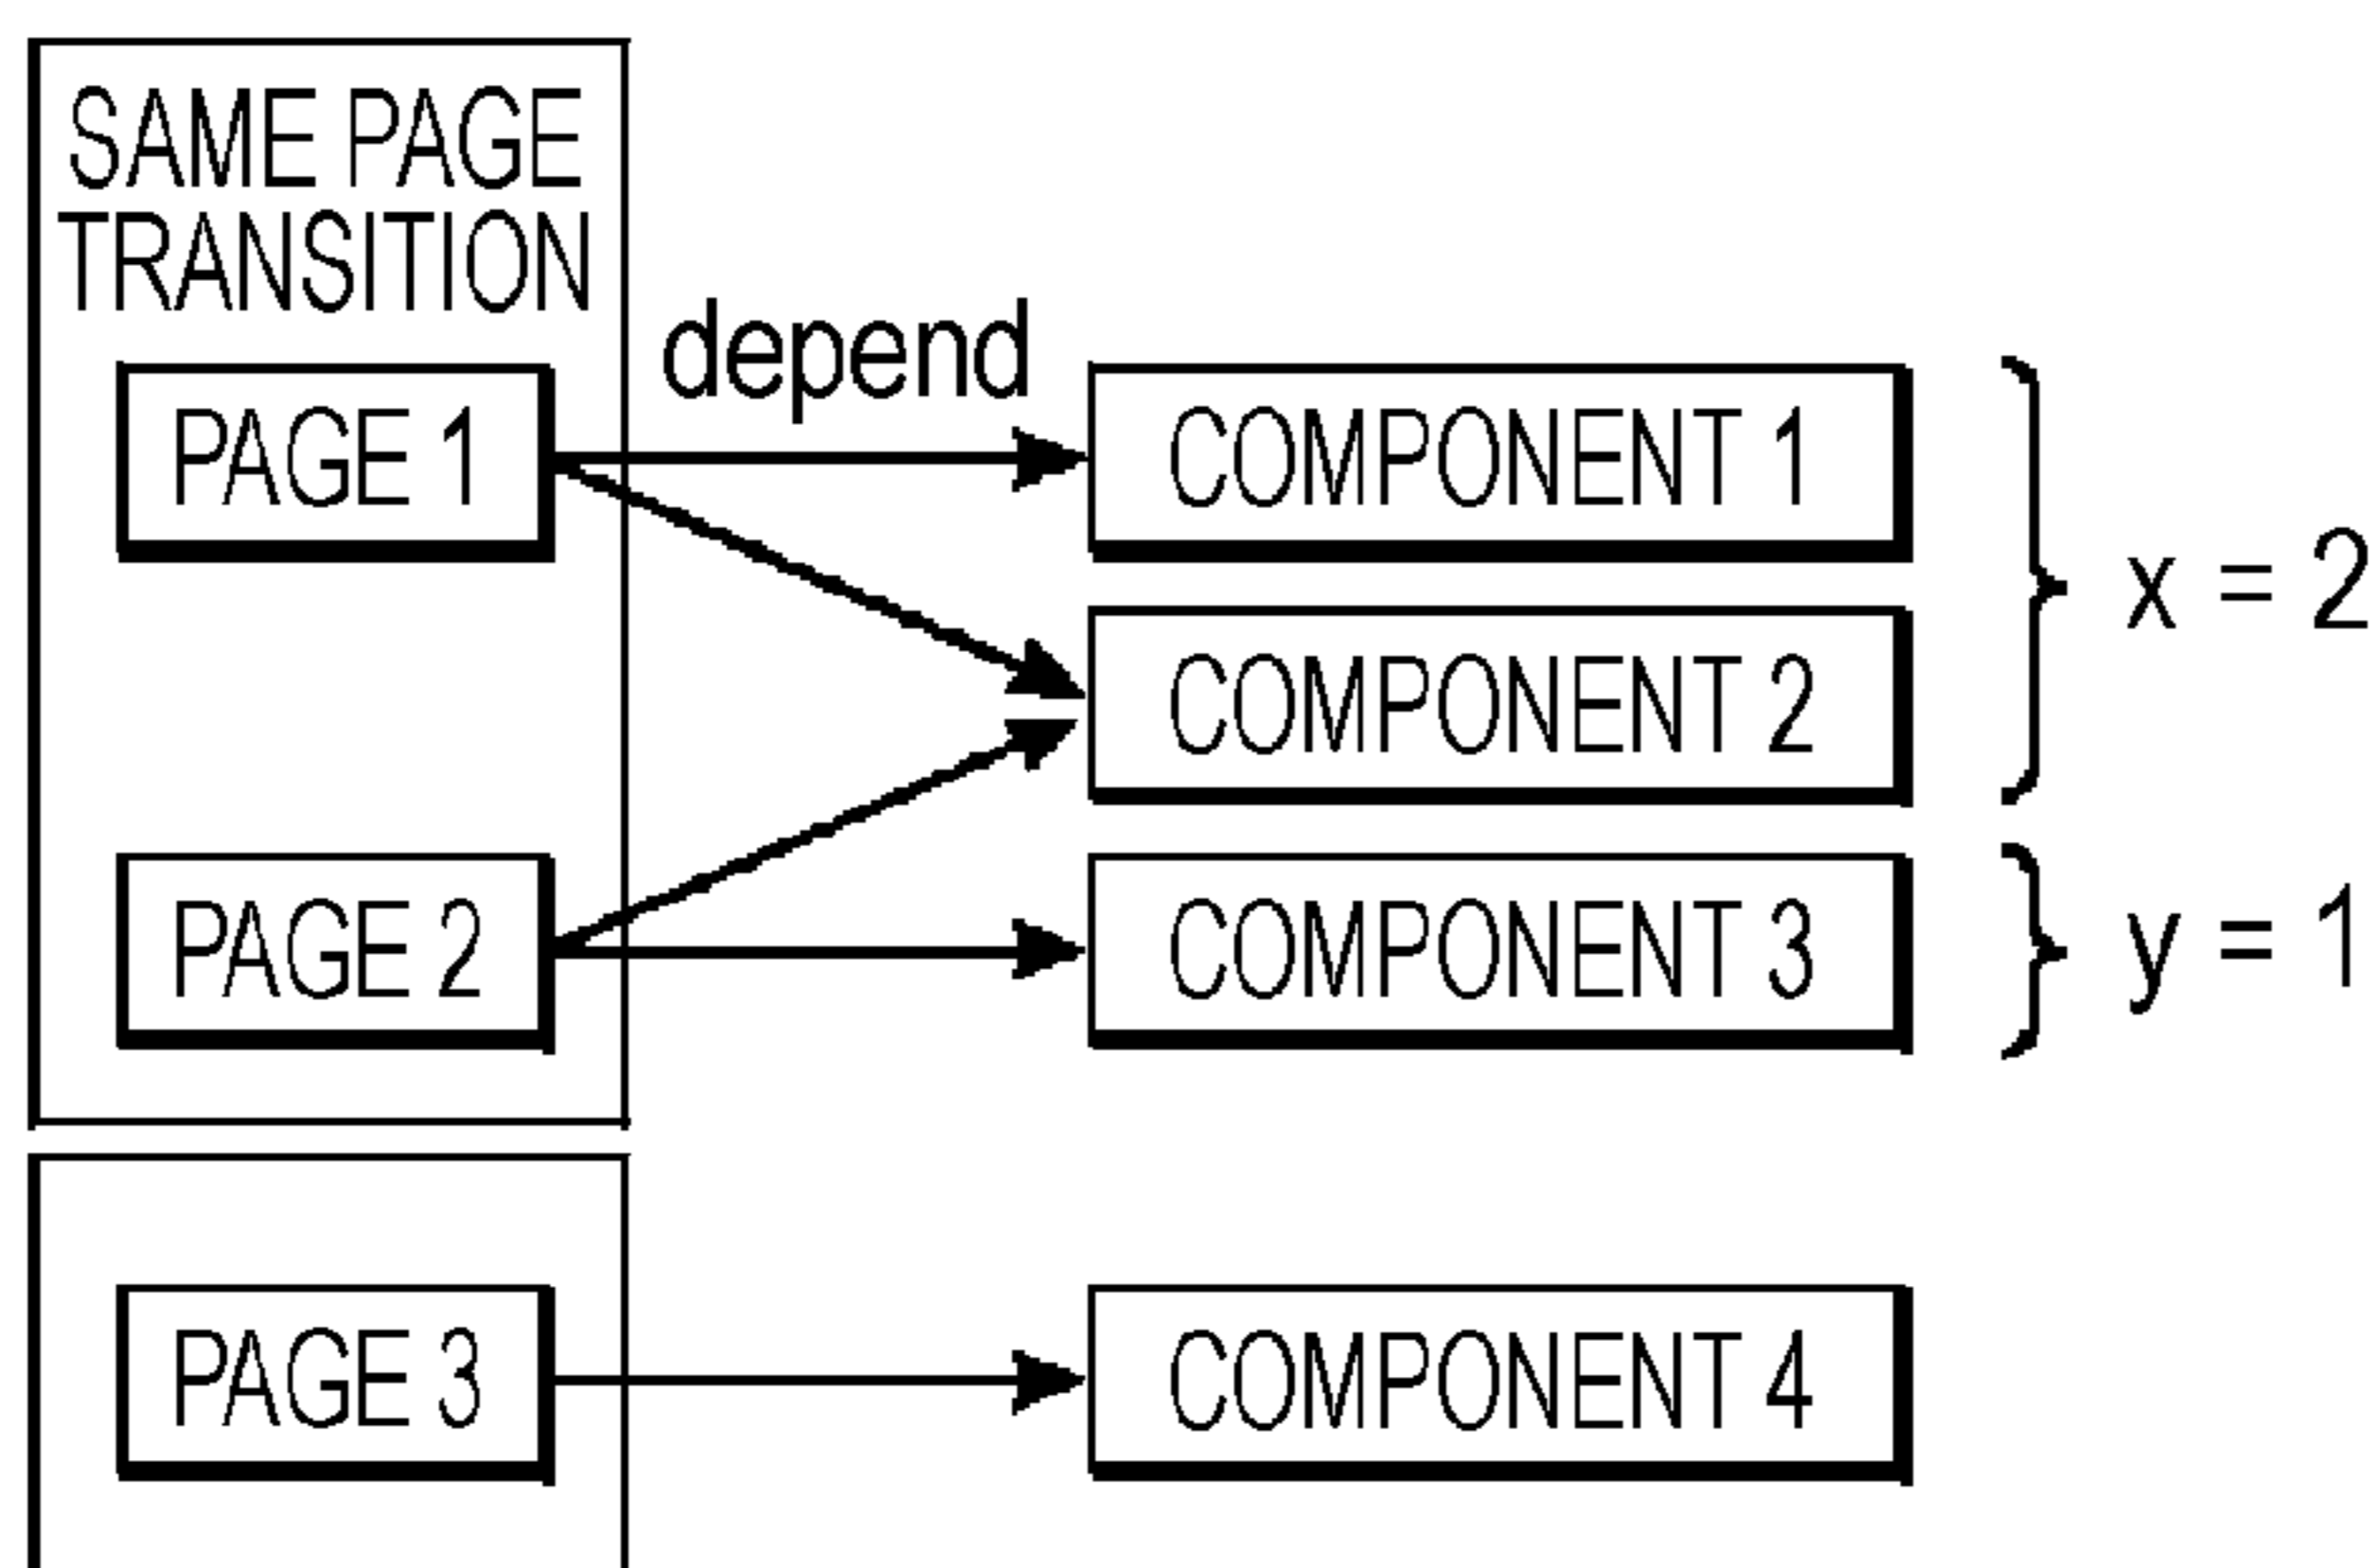 SAME PAGE
TRANSITION
depend
PAGE 1
COMPONENT 1
x = 2
COMPONENT 2
PAGE 2
COMPONENT 3
y = 1
PAGE 3
COMPONENT 4